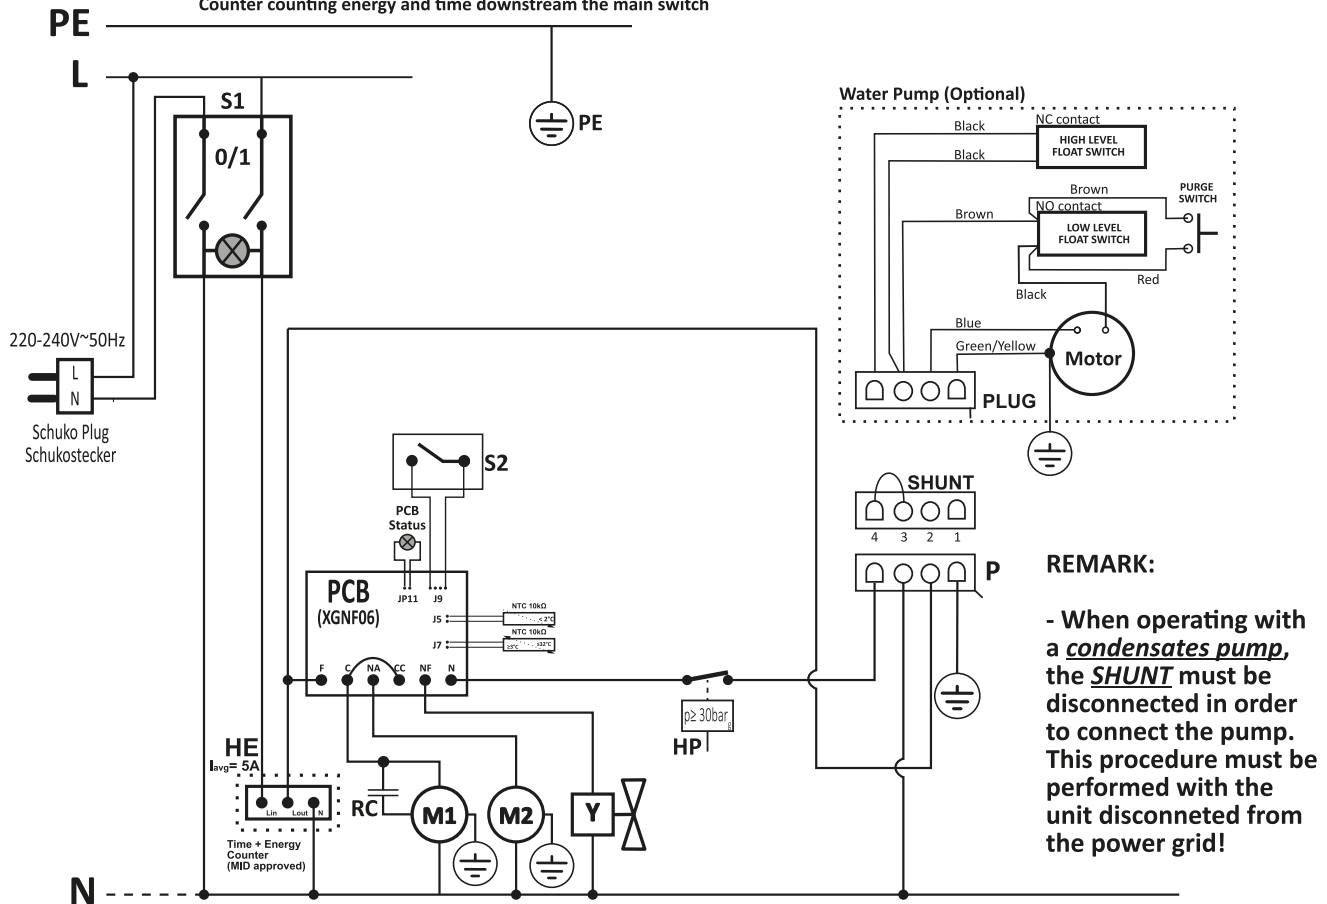 Counter counting energy and time downstream the main switch
PE
L
S1
0/1
PE
220-240V~50Hz
L
N
Schuko Plug
Schukostecker
Water Pump (Optional)
NC contact
Black
HIGH LEVEL
FLOAT SWITCH
Black
Brown
PURGE
SWITCH
NO contact
Brown
LOW LEVEL
FLOAT SWITCH
Red
Black
Blue
Green/Yellow
Motor
PLUG
S2
PCB
Status
SHUNT
4 3 2 1
P
PCB
(XGNF06)
JP11 J9
J5
NTC 10kΩ
< 2°C
J7
NTC 10kΩ
≥5°C ≤32°C
F C NA CC NF N
p≥ 30bar
HP
HE
Iavg= 5A
Lin Lout N
Time + Energy
Counter
(MID approved)
RC
M1
M2
Y
N
REMARK:
- When operating with
a condensates pump,
the SHUNT must be
disconnected in order
to connect the pump.
This procedure must be
performed with the
unit disconneted from
the power grid!